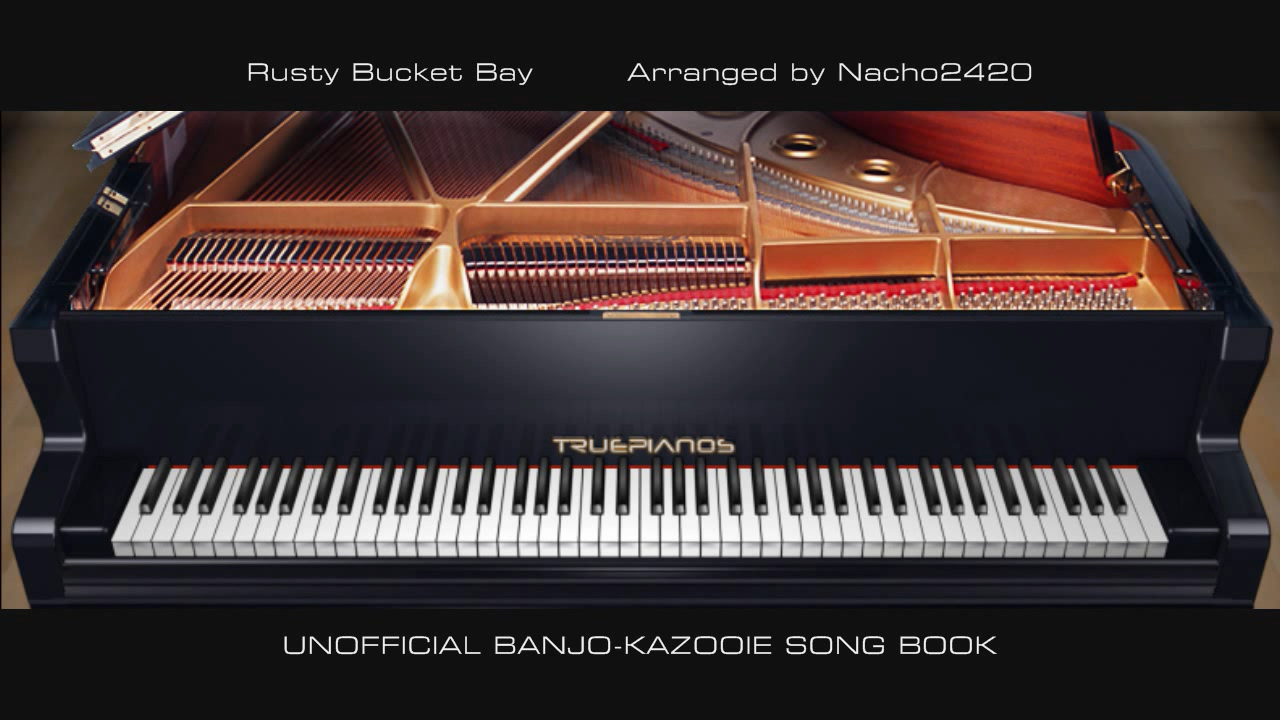 Rusty Bucket Bay Arranged by Nacho2420
TRUEPIANOS
UNOFFICIAL BANJO-KAZOOIE SONG BOOK